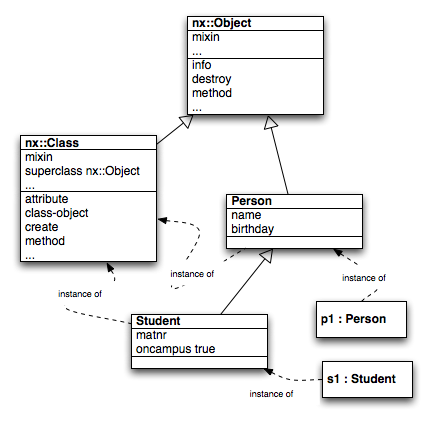 nx::Object
mixin
...
info
destroy
method
...
nx::Class
mixin
superclass nx::Object
...
attribute
class-object
create
method
...
Person
name
birthday
instance of
instance of
instance of
Student
matnr
oncampus true
p1 : Person
s1 : Student
instance of